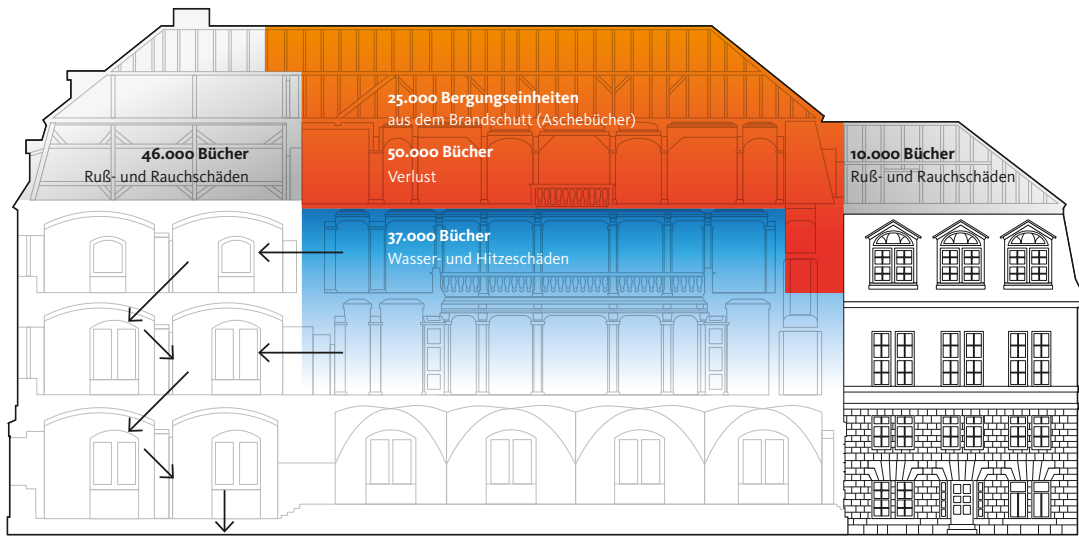 25.000 Bergungseinheiten
aus dem Brandschutt (Aschebücher)
50.000 Bücher
Verlust
46.000 Bücher
Ruß- und Rauchschäden
10.000 Bücher
Ruß- und Rauchschäden
37.000 Bücher
Wasser- und Hitzeschäden